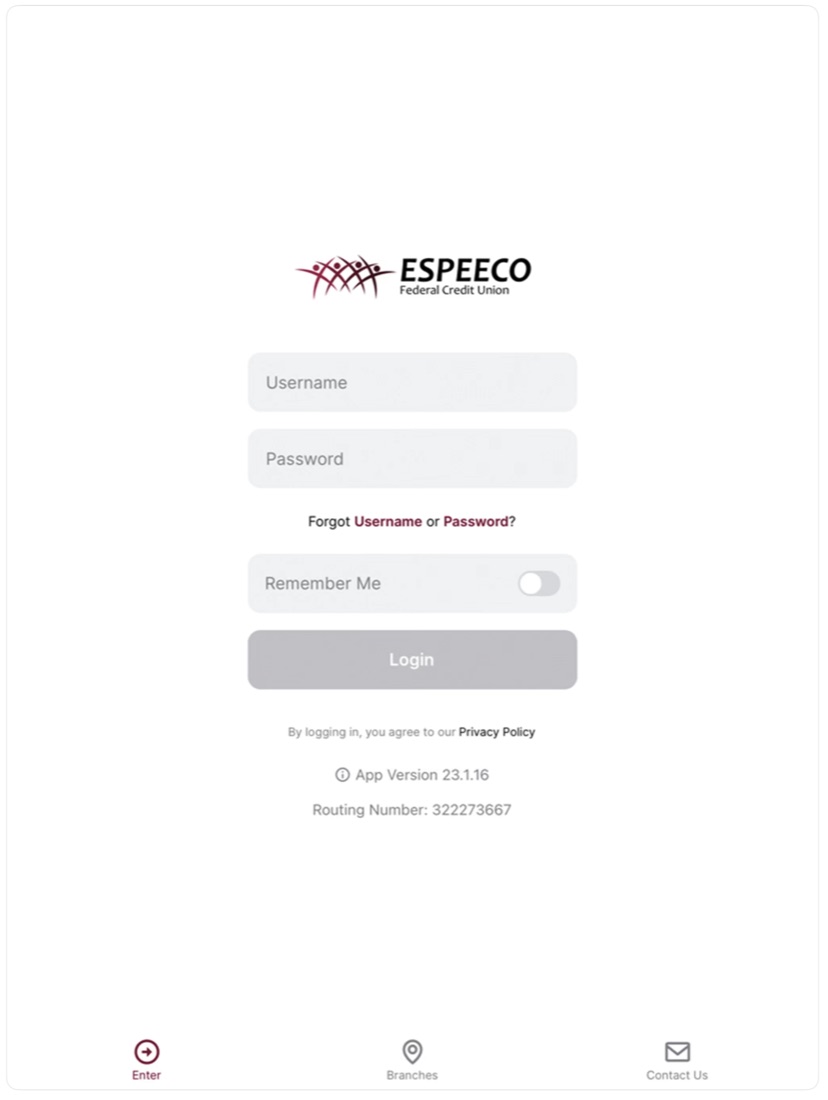 ESPEECO
Federal Credit Union
Username
Password
Forgot Username or Password?
Remember Me
Login
By logging in, you agree to our Privacy Policy
App Version 23.1.16
Routing Number: 322273667
Enter
Branches
Contact Us